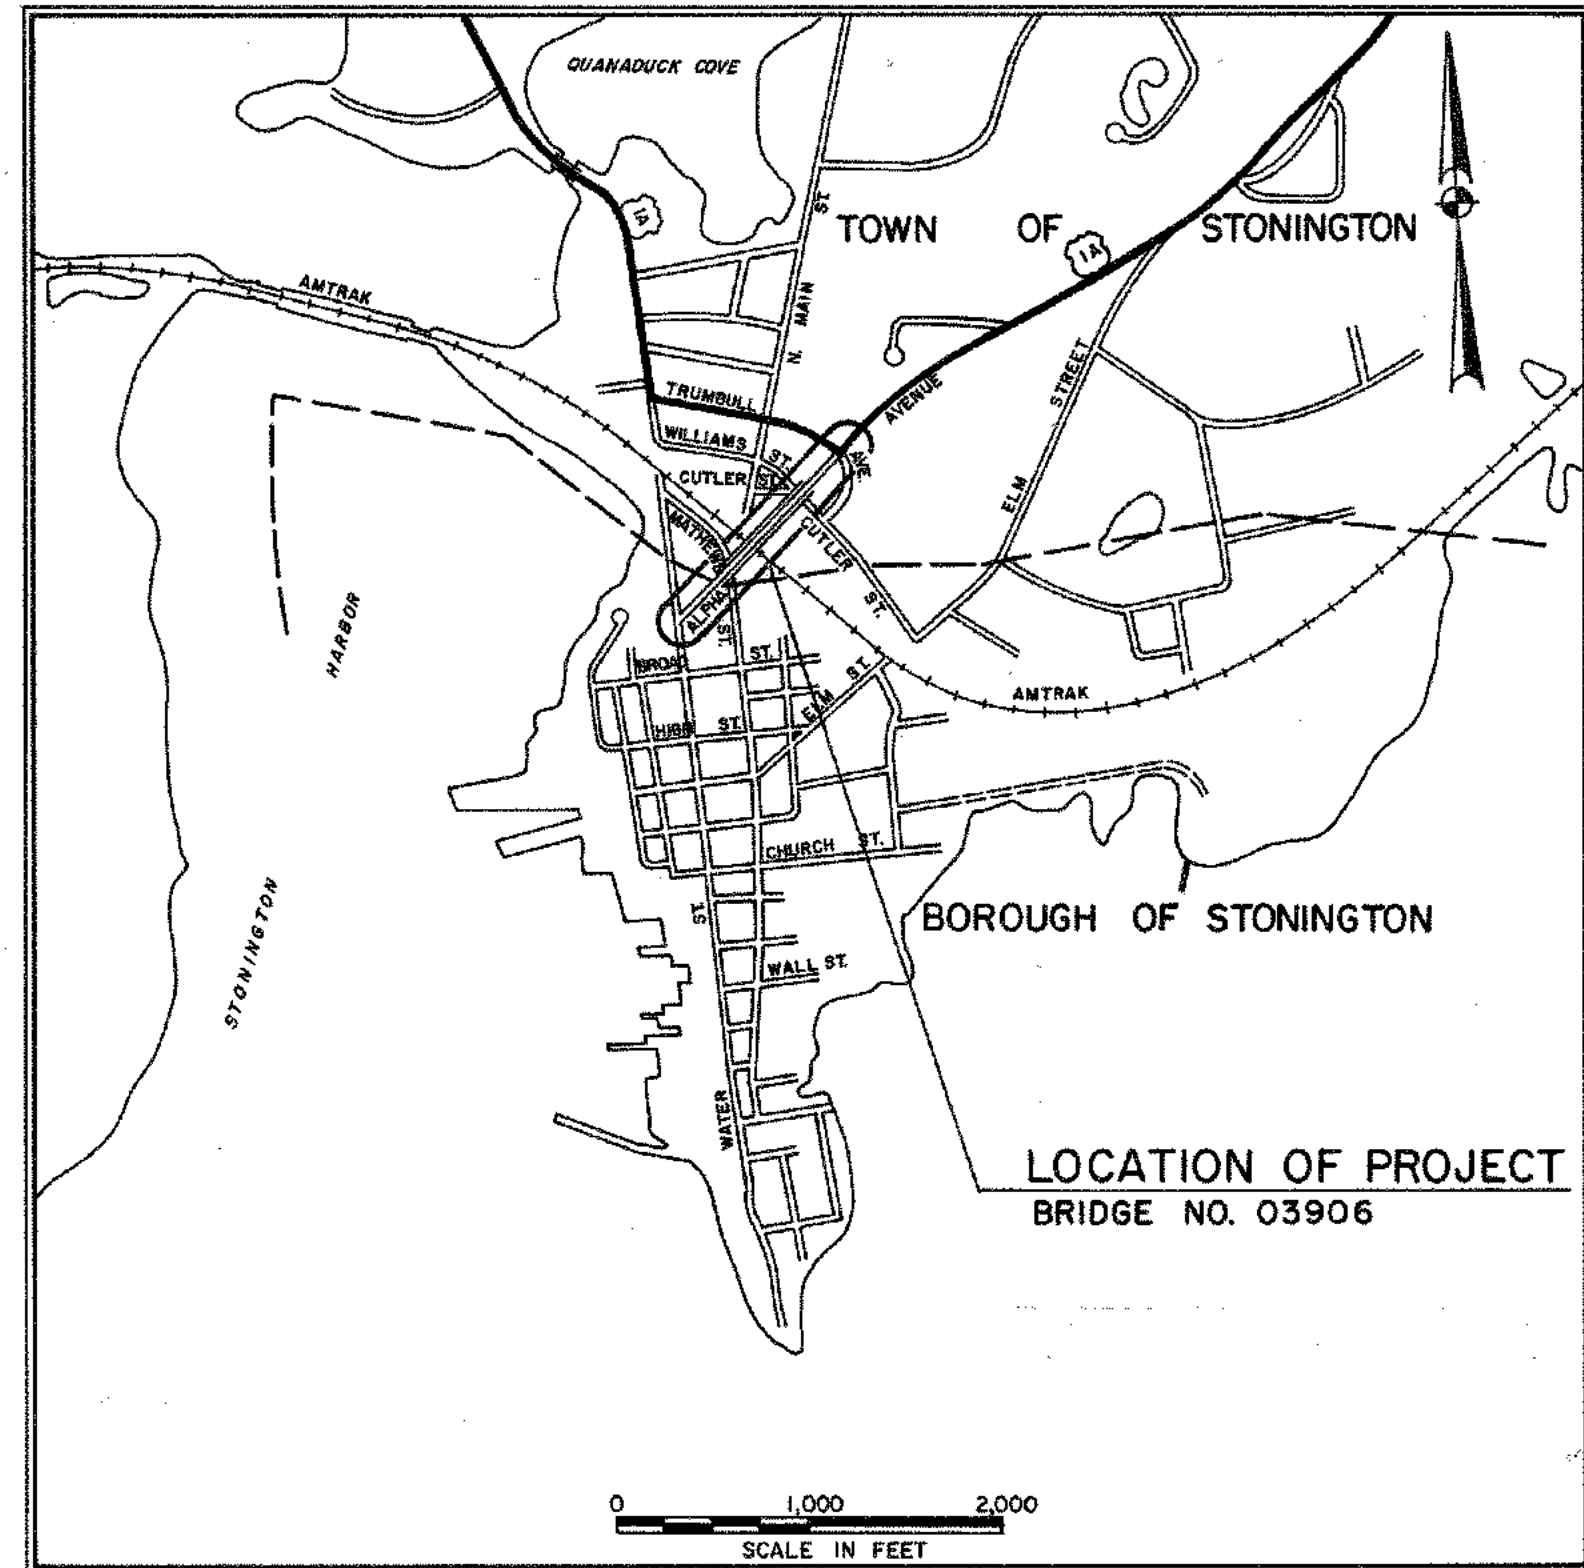 QUANADUCK COVE
1A
TOWN OF STONINGTON
1A
AMTRAK
N. MAIN ST.
STREET
ELM
AVENUE
TRUMBULL
AVE.
WILLIAMS ST.
CUTLER ST.
MATHEWS
CUTLER ST.
ALPHA
ST.
HARBOR
BROAD ST.
ELM ST.
AMTRAK
ST.
CHURCH ST.
STONINGTON
ST.
BOROUGH OF STONINGTON
WALL ST.
WATER
LOCATION OF PROJECT
BRIDGE NO. 03906
0 1,000 2,000
SCALE IN FEET